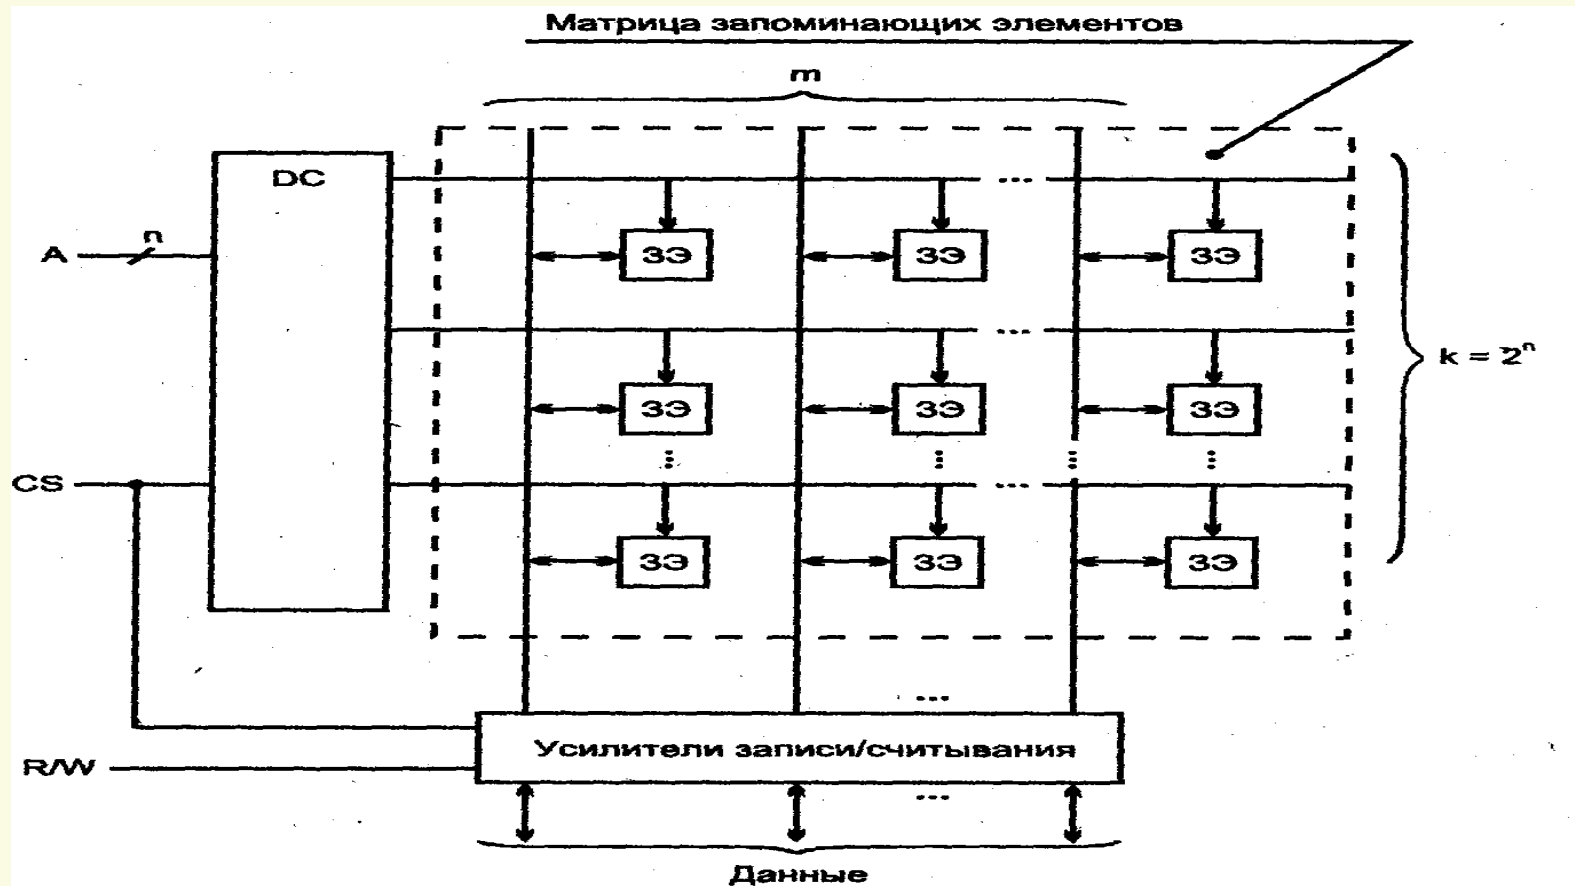 Матрица запоминающих элементов
m
DC
...
n
A
ЗЭ ЗЭ ЗЭ
...
k = 2ⁿ
ЗЭ ЗЭ ЗЭ
... ... ... ...
CS
...
ЗЭ ЗЭ ЗЭ
...
Усилители записи/считывания
R/W
...
Данные